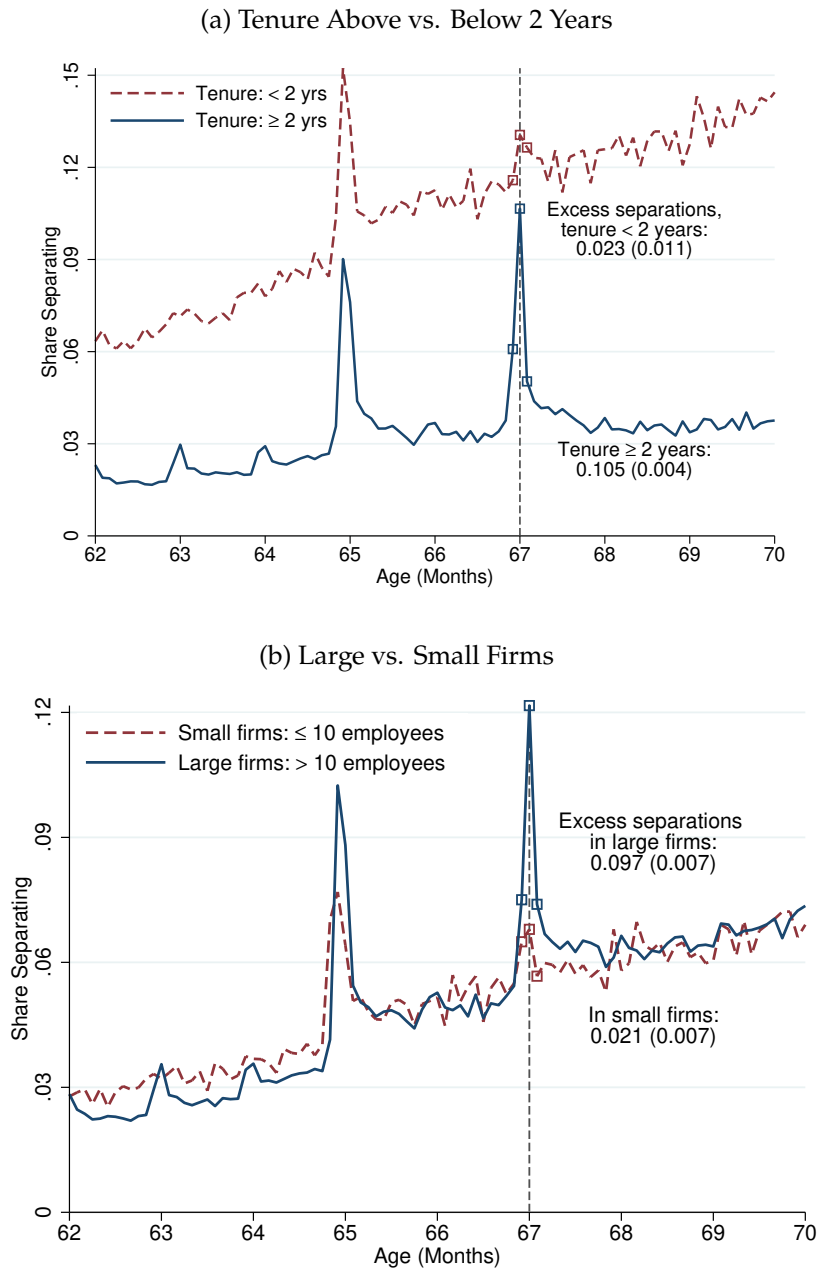 (a) Tenure Above vs. Below 2 Years
.15
Tenure: < 2 yrs
Tenure: ≥ 2 yrs
.12
Excess separations,
tenure < 2 years:
0.023 (0.011)
.09
Share Separating
.06
.03
Tenure ≥ 2 years:
0.105 (0.004)
0
62 63 64 65 66 67 68 69 70
Age (Months)
(b) Large vs. Small Firms
.12
Small firms: ≤ 10 employees
Large firms: > 10 employees
.09
Excess separations
in large firms:
0.097 (0.007)
Share Separating
.06
In small firms:
0.021 (0.007)
.03
0
62 63 64 65 66 67 68 69 70
Age (Months)